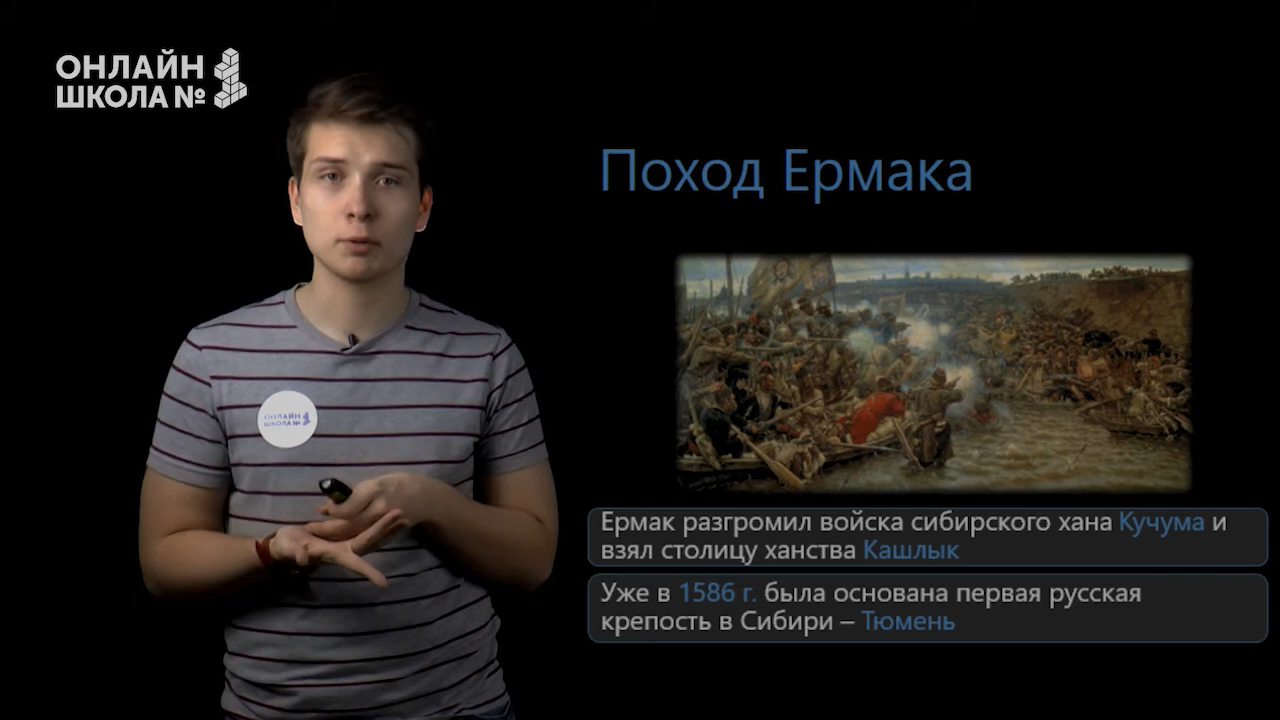 ОНЛАЙН
ШКОЛА №
Поход Ермака
ОНЛАЙН
ШКОЛА №
Ермак разгромил войска сибирского хана Кучума и
взял столицу ханства Кашлык
Уже в 1586 г. была основана первая русская
крепость в Сибири – Тюмень